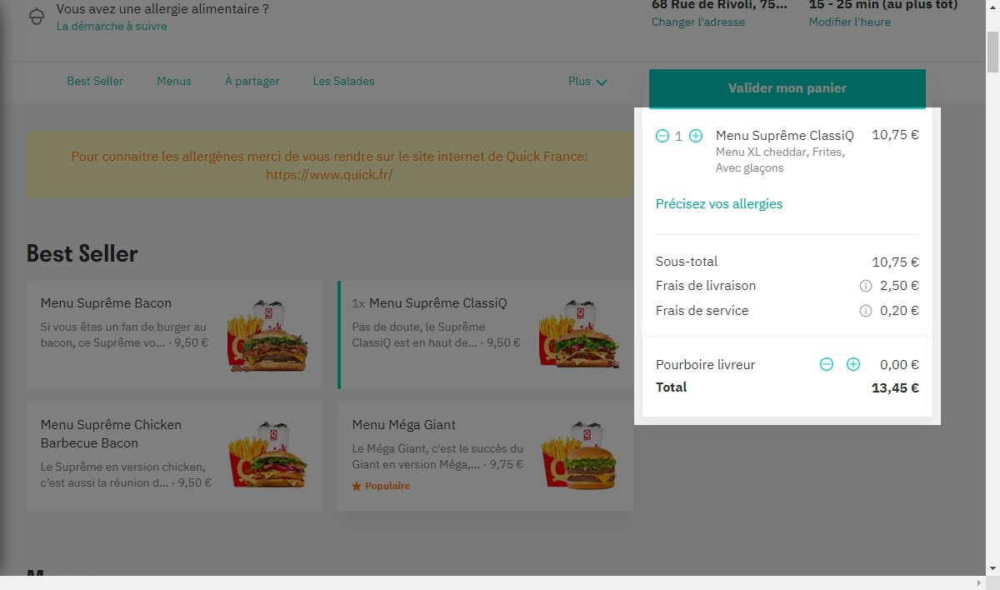 Vous avez une allergie alimentaire ?
La démarche à suivre
68 Rue de Rivoli, 75...
Changer l'adresse
15 - 25 min (au plus tôt)
Modifier l'heure
Best Seller
Menus
À partager
Les Salades
Plus
Valider mon panier
Pour connaitre les allergènes merci de vous rendre sur le site internet de Quick France:
https://www.quick.fr/
Best Seller
Menu Suprême Bacon
Si vous êtes un fan de burger au
bacon, ce Suprême vo... · 9,50 €
1x Menu Suprême ClassiQ
Pas de doute, le Suprême
ClassiQ est en haut de... · 9,50 €
Menu Suprême Chicken
Barbecue Bacon
Le Suprême en version chicken,
c'est aussi la réunion d... · 9,50 €
Menu Méga Giant
Le Méga Giant, c'est le succès du
Giant en version Méga,... · 9,75 €
Populaire
1 Menu Suprême ClassiQ 10,75 €
Menu XL cheddar, Frites,
Avec glaçons
Précisez vos allergies
Sous-total 10,75 €
Frais de livraison 2,50 €
Frais de service 0,20 €
Pourboire livreur 0,00 €
Total 13,45 €